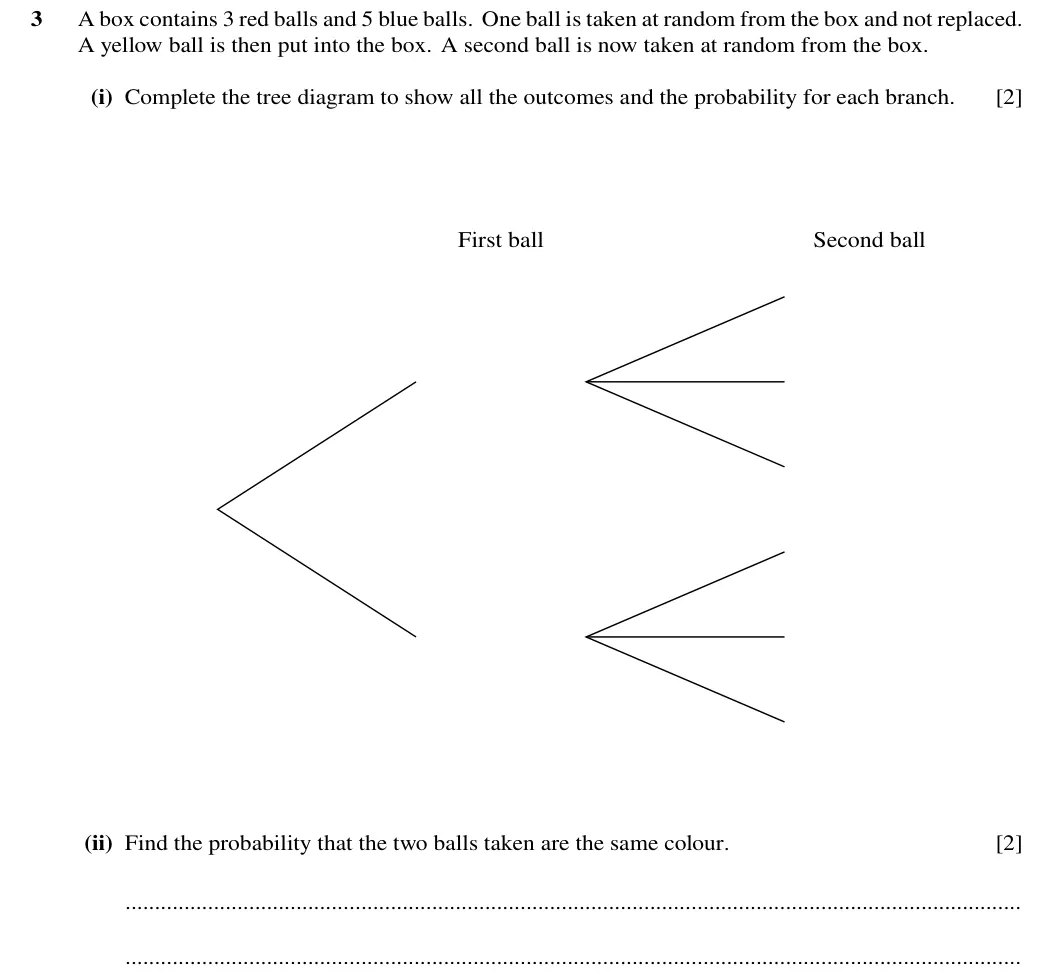 3 A box contains 3 red balls and 5 blue balls. One ball is taken at random from the box and not replaced.
A yellow ball is then put into the box. A second ball is now taken at random from the box.
(i) Complete the tree diagram to show all the outcomes and the probability for each branch. [2]
First ball Second ball
(ii) Find the probability that the two balls taken are the same colour. [2]